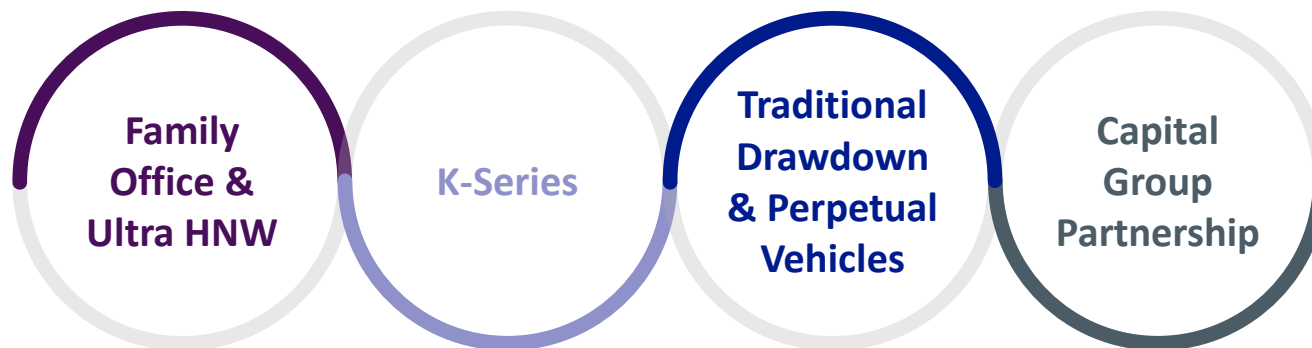 Family
Office &
Ultra HNW
K-Series
Traditional
Drawdown
& Perpetual
Vehicles
Capital
Group
Partnership